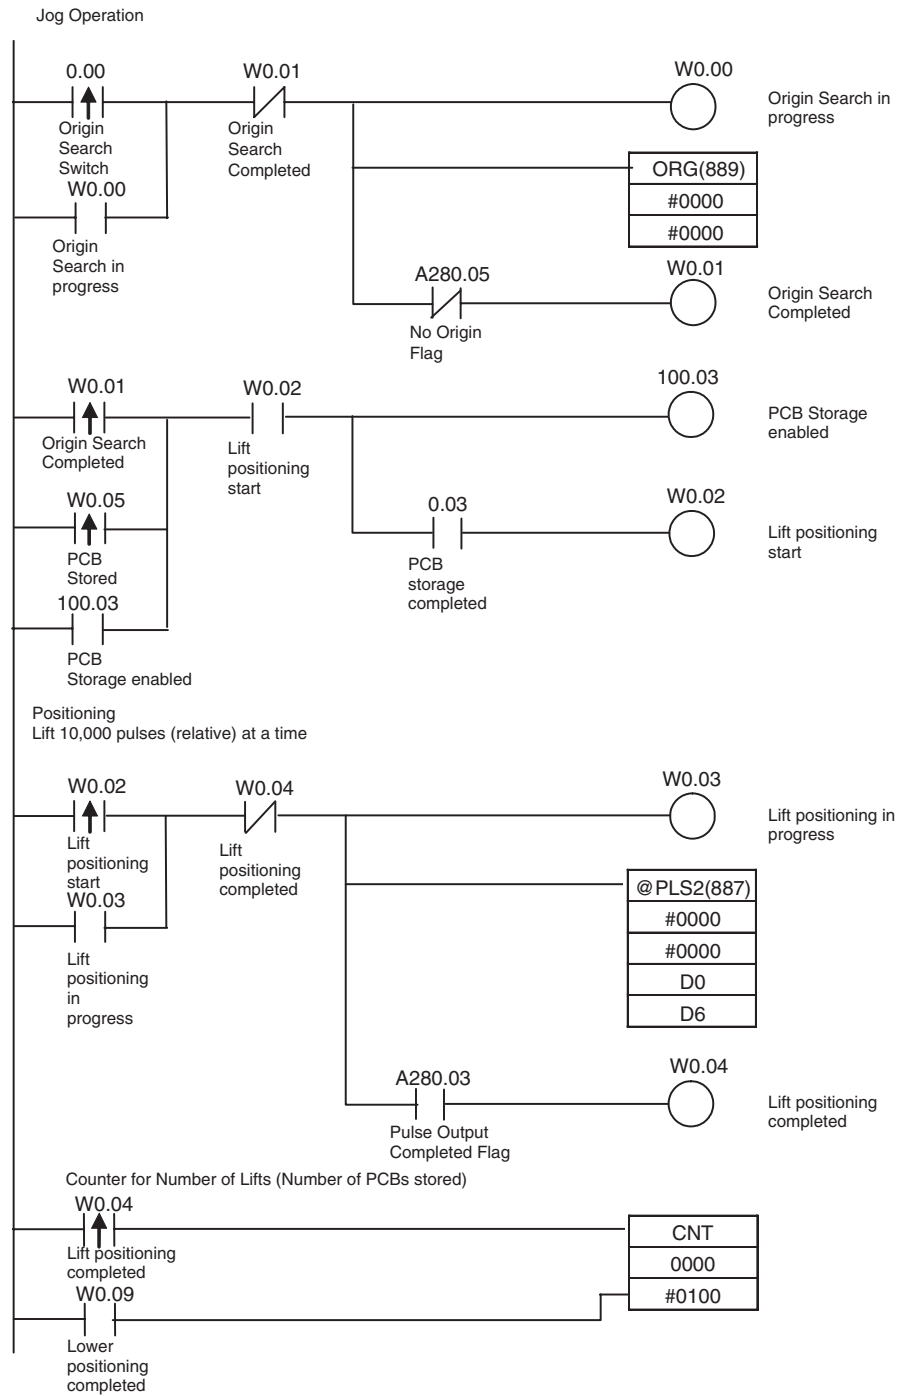 Jog Operation
0.00
Origin
Search
Switch
W0.01
Origin
Search
Completed
W0.00
Origin Search in
progress
ORG(889)
#0000
#0000
W0.00
Origin
Search in
progress
A280.05
No Origin
Flag
W0.01
Origin Search
Completed
W0.01
Origin Search
Completed
W0.02
Lift
positioning
start
100.03
PCB Storage
enabled
W0.05
PCB
Stored
0.03
PCB
storage
completed
W0.02
Lift positioning
start
100.03
PCB
Storage enabled
Positioning
Lift 10,000 pulses (relative) at a time
W0.02
Lift
positioning
start
W0.04
Lift
positioning
completed
W0.03
Lift positioning in
progress
@PLS2(887)
#0000
#0000
D0
D6
W0.03
Lift
positioning
in
progress
A280.03
Pulse Output
Completed Flag
W0.04
Lift positioning
completed
Counter for Number of Lifts (Number of PCBs stored)
W0.04
Lift positioning
completed
CNT
0000
#0100
W0.09
Lower
positioning
completed